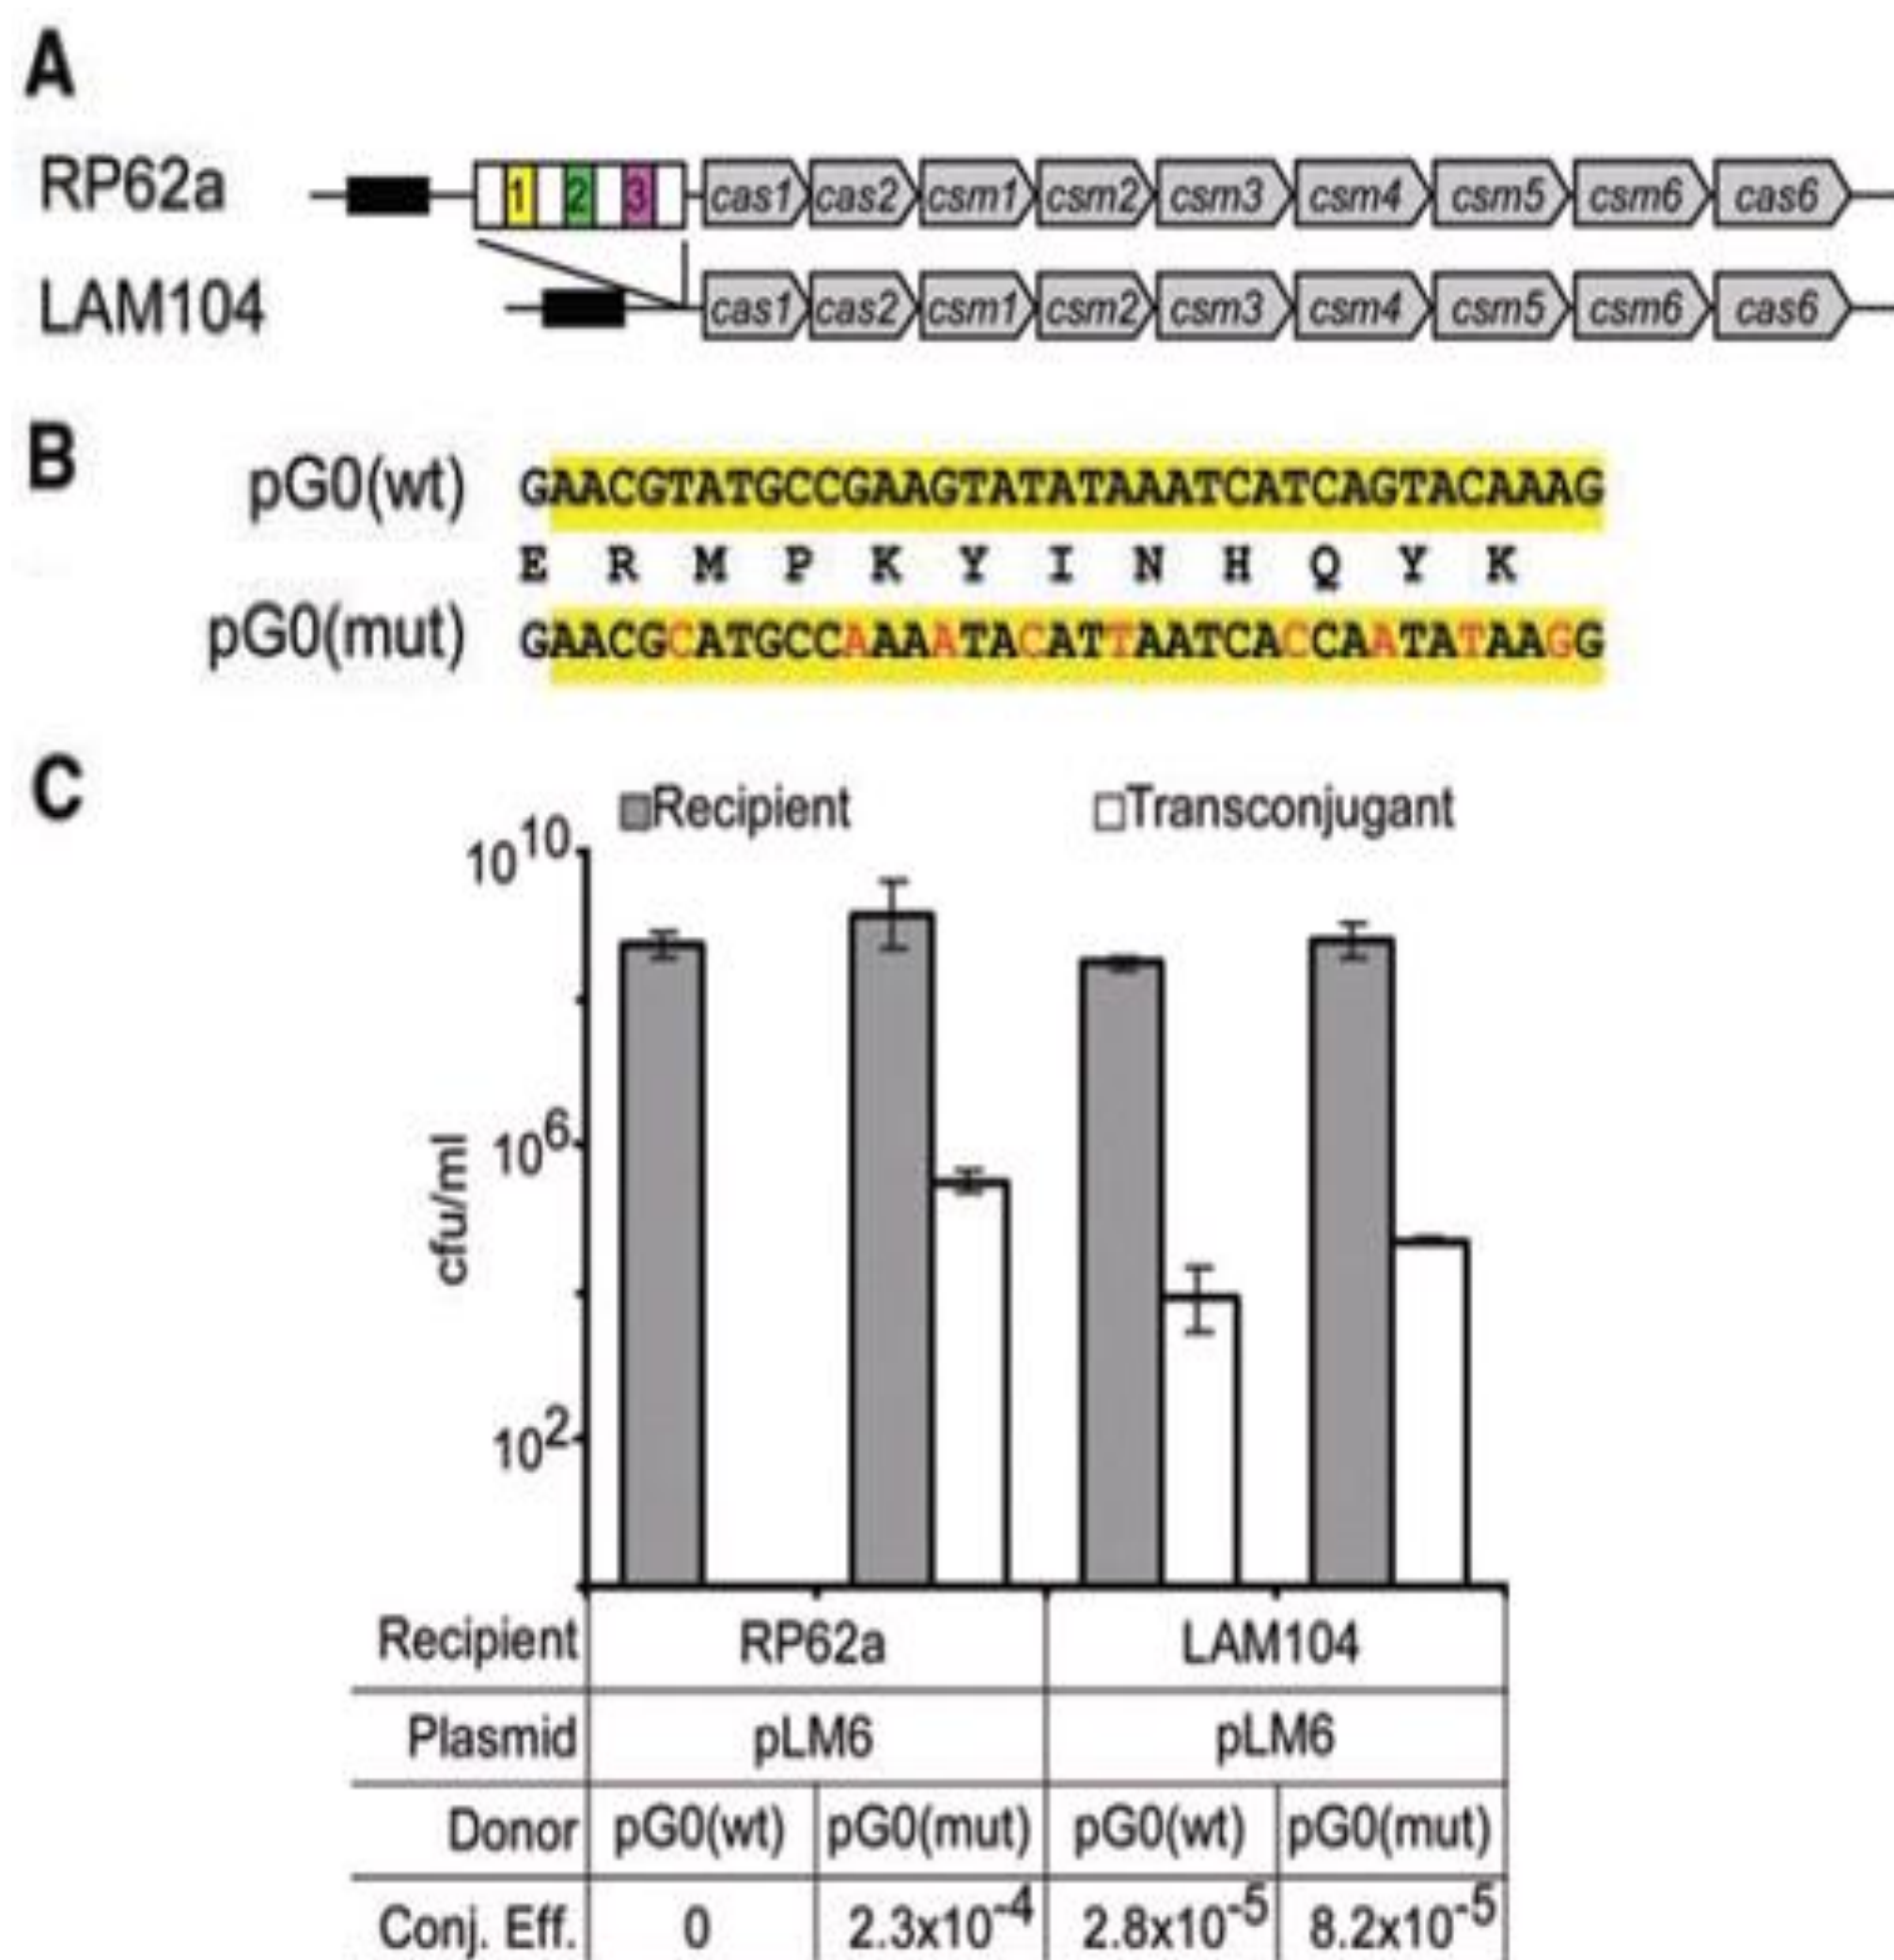 A
RP62a 1 2 3 cas1 cas2 csm1 csm2 csm3 csm4 csm5 csm6 cas6
LAM104 cas1 cas2 csm1 csm2 csm3 csm4 csm5 csm6 cas6
B
pG0(wt) GAACGTATGCCGAAGTATATAAATCATCAGTACAAAG
E R M P K Y I N H Q Y K
pG0(mut) GAACGCATGCCAAAATACATTAATCACCAATATAAGG
C
Recipient Transconjugant
10^10
10^6
10^2
cfu/ml
Recipient RP62a LAM104
Plasmid pLM6 pLM6
Donor pG0(wt) pG0(mut) pG0(wt) pG0(mut)
Conj. Eff. 0 2.3x10^-4 2.8x10^-5 8.2x10^-5